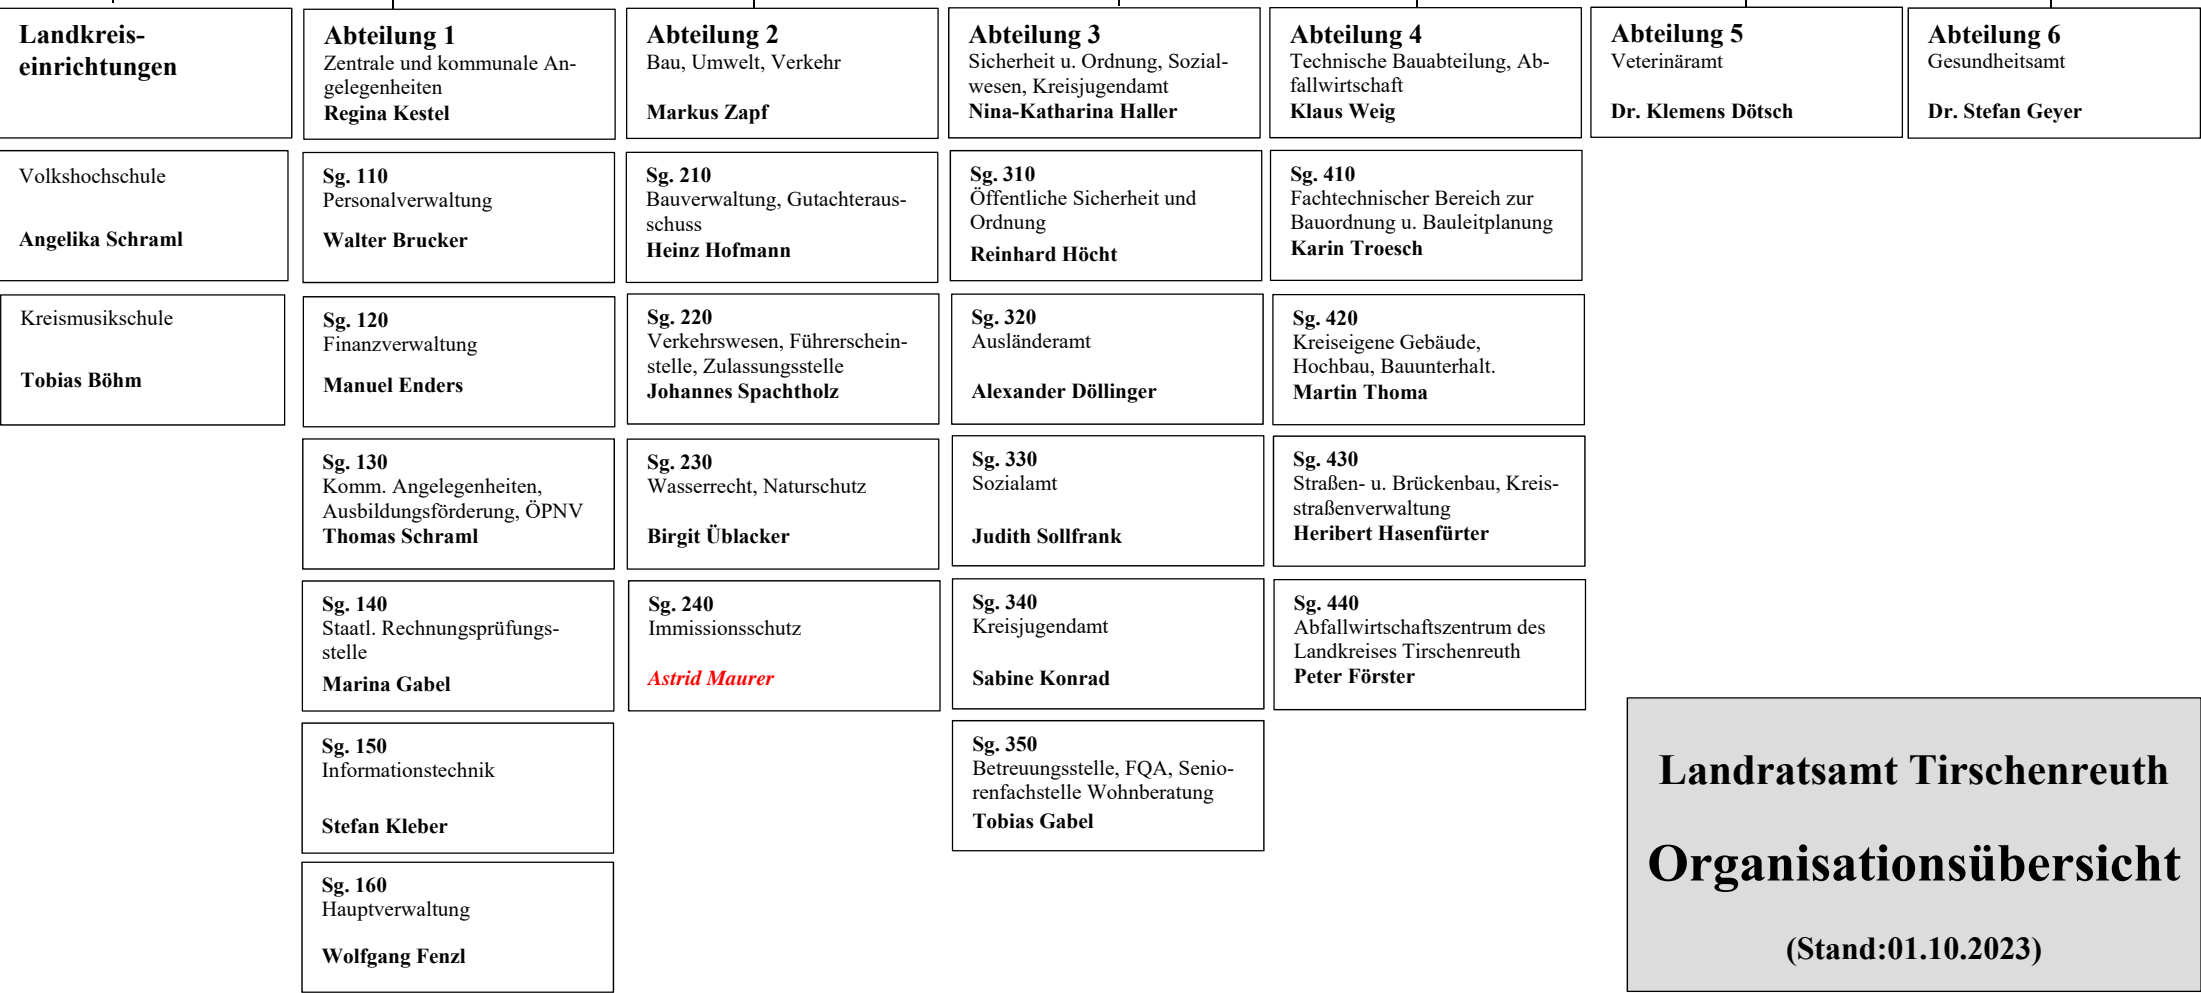 Landkreis-
einrichtungen
Abteilung 1
Zentrale und kommunale An-
gelegenheiten
Regina Kestel
Abteilung 2
Bau, Umwelt, Verkehr
Markus Zapf
Abteilung 3
Sicherheit u. Ordnung, Sozial-
wesen, Kreisjugendamt
Nina-Katharina Haller
Abteilung 4
Technische Bauabteilung, Ab-
fallwirtschaft
Klaus Weig
Abteilung 5
Veterinäramt
Dr. Klemens Dötsch
Abteilung 6
Gesundheitsamt
Dr. Stefan Geyer
Volkshochschule
Angelika Schraml
Kreismusikschule
Tobias Böhm
Sg. 110
Personalverwaltung
Walter Brucker
Sg. 120
Finanzverwaltung
Manuel Enders
Sg. 130
Komm. Angelegenheiten,
Ausbildungsförderung, ÖPNV
Thomas Schraml
Sg. 140
Staatl. Rechnungsprüfungs-
stelle
Marina Gabel
Sg. 150
Informationstechnik
Stefan Kleber
Sg. 160
Hauptverwaltung
Wolfgang Fenzl
Sg. 210
Bauverwaltung, Gutachteraus-
schuss
Heinz Hofmann
Sg. 220
Verkehrswesen, Führerschein-
stelle, Zulassungsstelle
Johannes Spachtholz
Sg. 230
Wasserrecht, Naturschutz
Birgit Üblacker
Sg. 240
Immissionsschutz
Astrid Maurer
Sg. 310
Öffentliche Sicherheit und
Ordnung
Reinhard Höcht
Sg. 320
Ausländeramt
Alexander Döllinger
Sg. 330
Sozialamt
Judith Sollfrank
Sg. 340
Kreisjugendamt
Sabine Konrad
Sg. 350
Betreuungsstelle, FQA, Senio-
renfachstelle Wohnberatung
Tobias Gabel
Sg. 410
Fachtechnischer Bereich zur
Bauordnung u. Bauleitplanung
Karin Troesch
Sg. 420
Kreiseigene Gebäude,
Hochbau, Bauunterhalt.
Martin Thoma
Sg. 430
Straßen- u. Brückenbau, Kreis-
straßenverwaltung
Heribert Hasenfürter
Sg. 440
Abfallwirtschaftszentrum des
Landkreises Tirschenreuth
Peter Förster
Landratsamt Tirschenreuth
Organisationsübersicht
(Stand:01.10.2023)